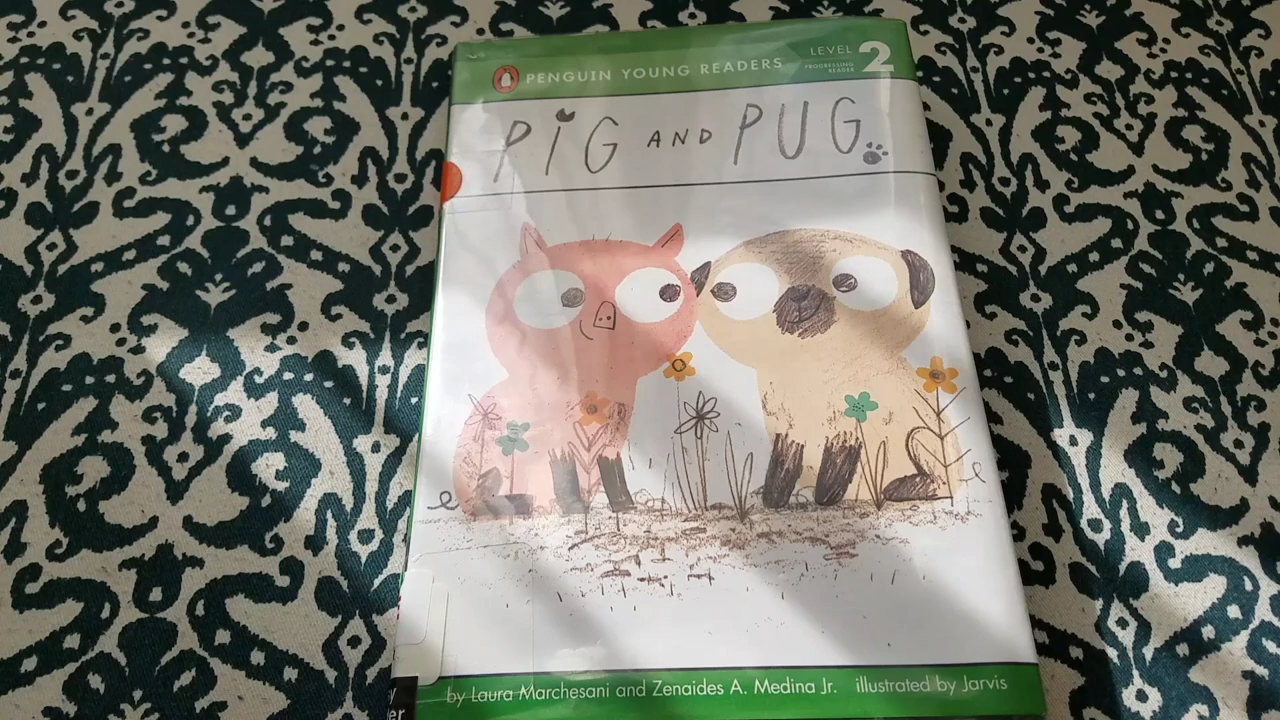 PENGUIN YOUNG READERS
LEVEL 2
PROGRESSING
READER
PIG AND PUG
by Laura Marchesani and Zenaides A. Medina Jr. illustrated by Jarvis